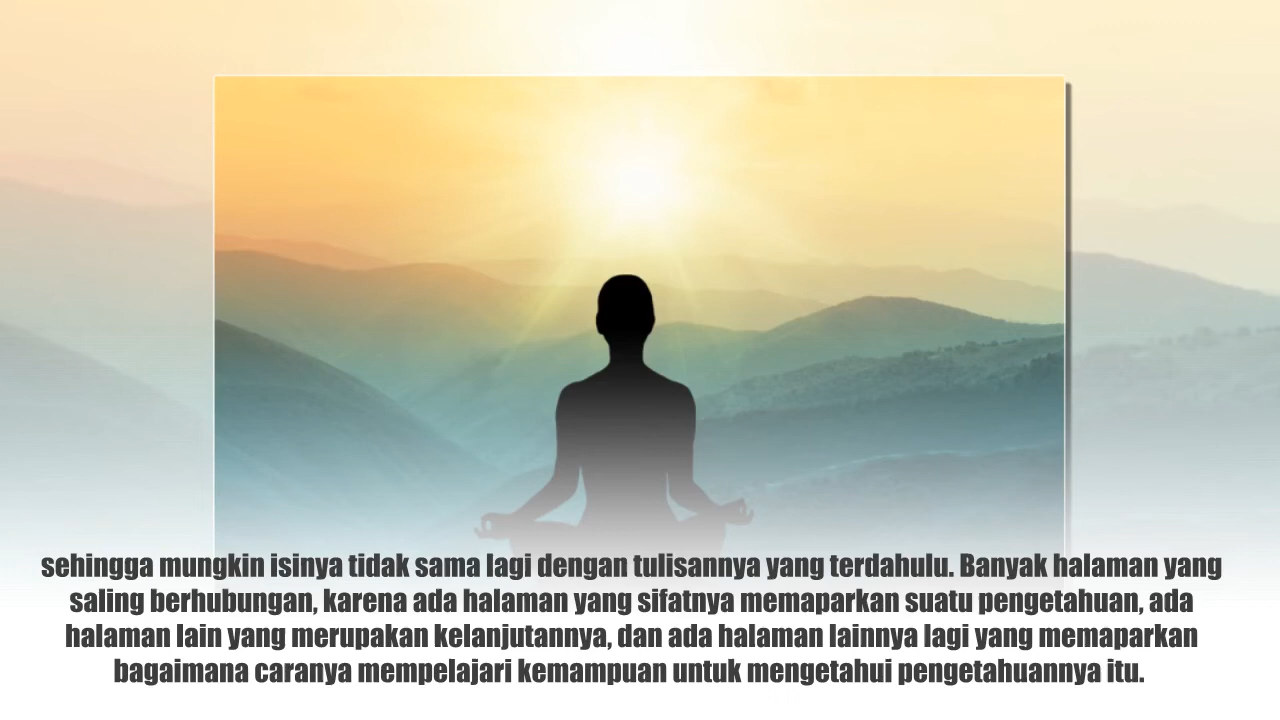 sehingga mungkin isinya tidak sama lagi dengan tulisannya yang terdahulu. Banyak halaman yang
saling berhubungan, karena ada halaman yang sifatnya memaparkan suatu pengetahuan, ada
halaman lain yang merupakan kelanjutannya, dan ada halaman lainnya lagi yang memaparkan
bagaimana caranya mempelajari kemampuan untuk mengetahui pengetahuannya itu.